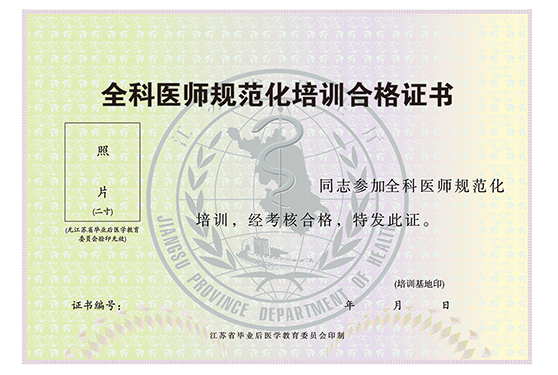 全科医师规范化培训合格证书
照
片
(二寸)
(无江苏省毕业后医学教育
委员会验印无效)
同志参加全科医师规范化
培训，经考核合格，特发此证。
JIANGSU PROVINCE DEPARTMENT OF HEALTH
(培训基地印)
证书编号：
年 月 日
江苏省毕业后医学教育委员会印制